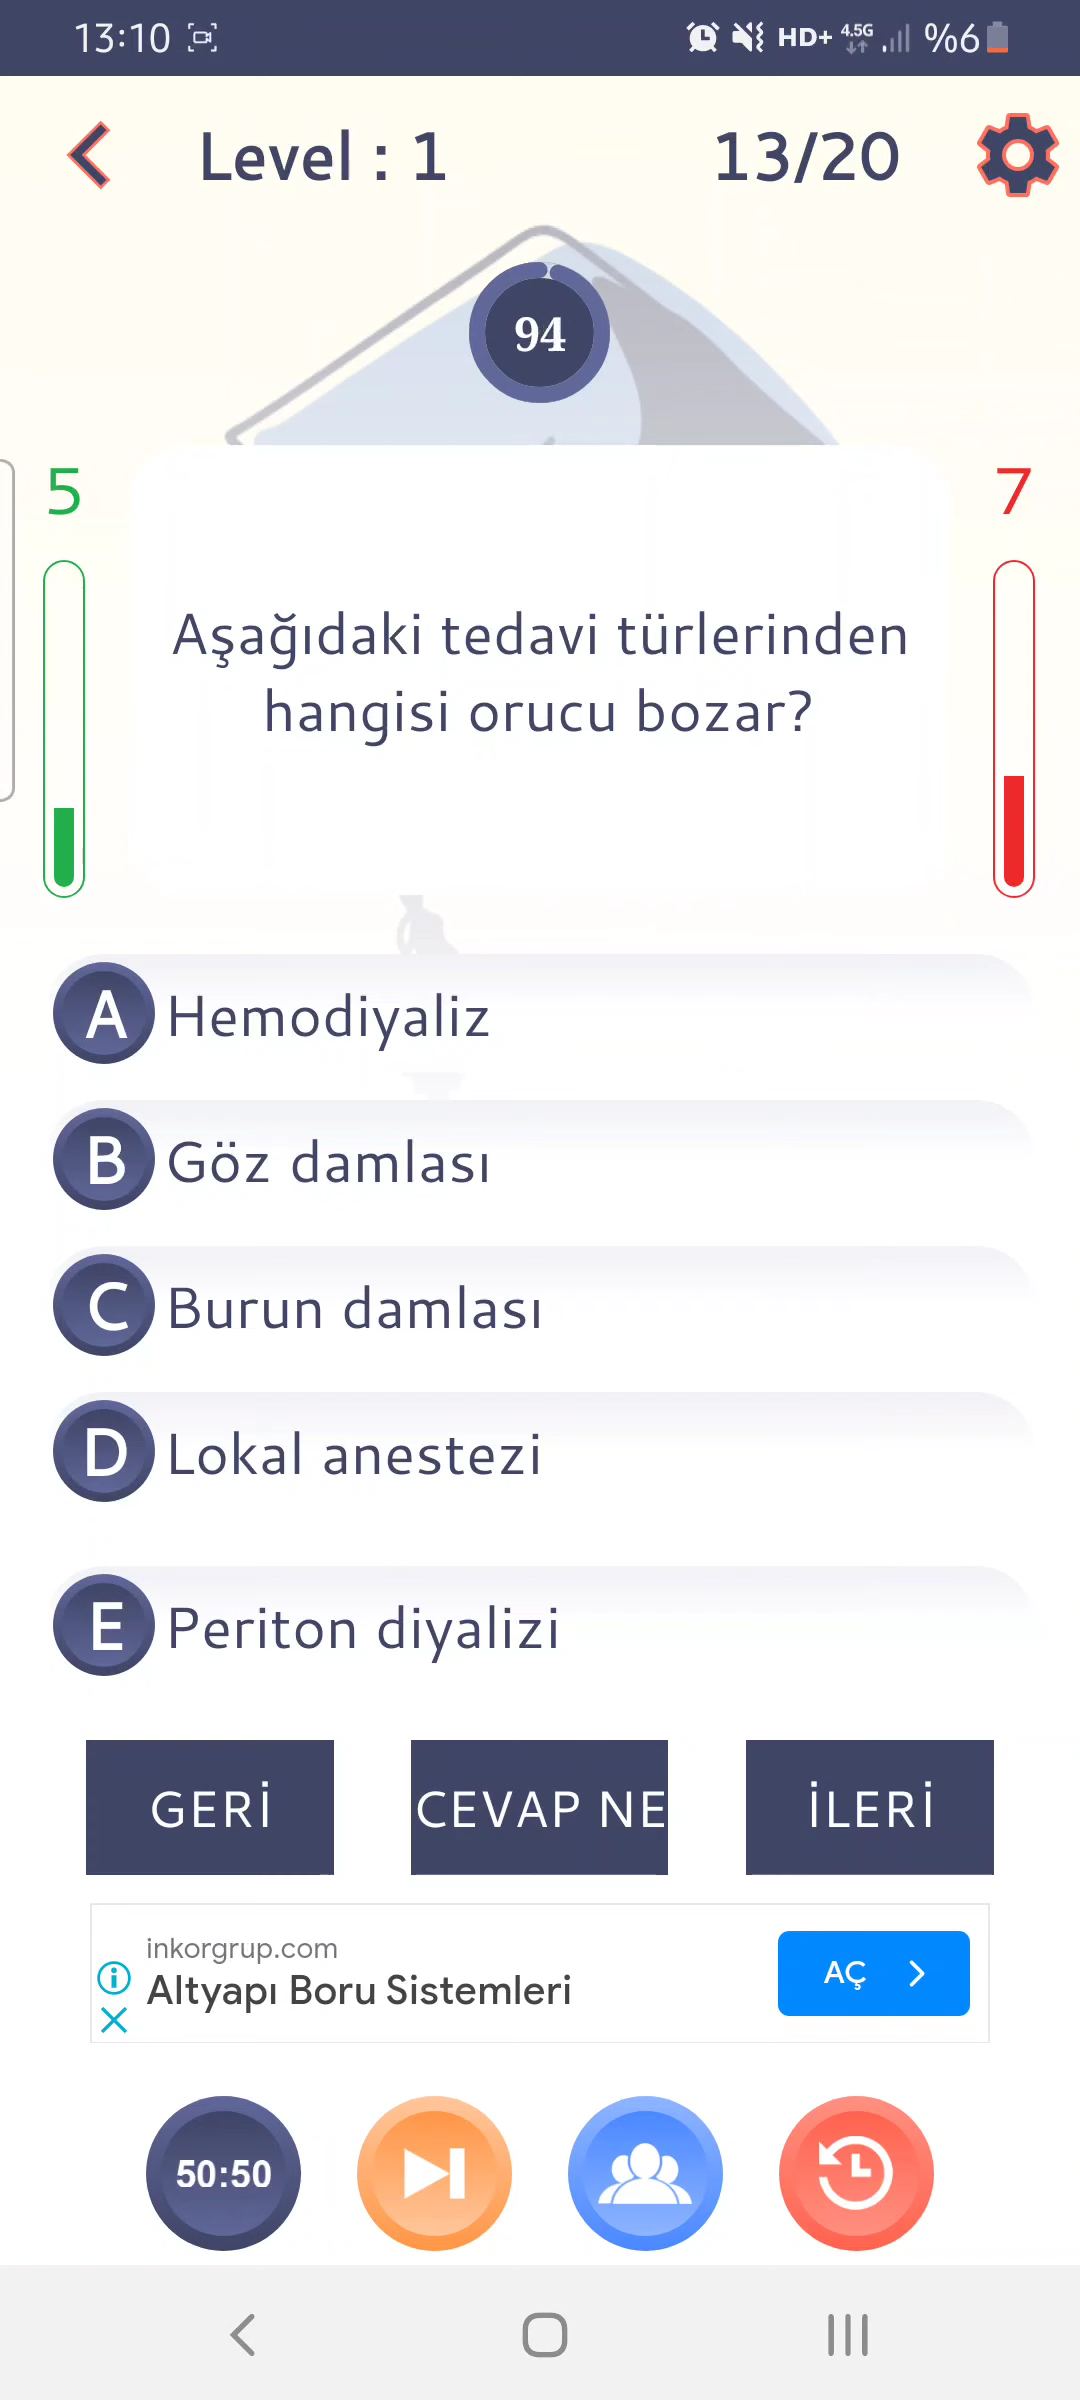 13:10 HD+ 4.5G %6
Level : 1 13/20
94
5 7
Aşağıdaki tedavi türlerinden
hangisi orucu bozar?
A Hemodiyaliz
B Göz damlası
C Burun damlası
D Lokal anestezi
E Periton diyalizi
GERİ CEVAP NE İLERİ
inkorgrup.com
Altyapı Boru Sistemleri
AÇ
50:50